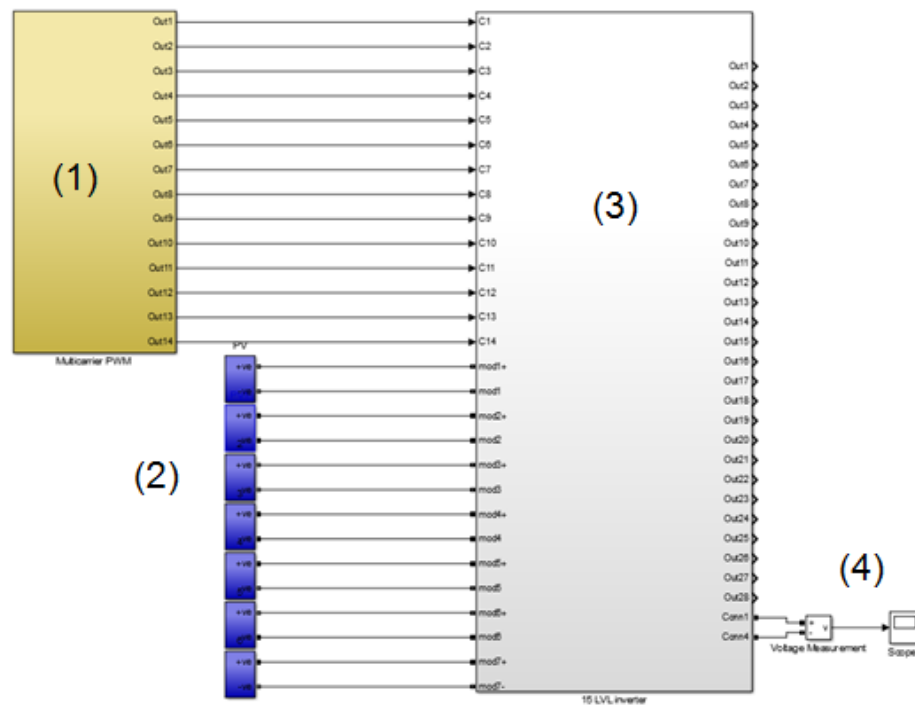 (1)
Out1
Out2
Out3
Out4
Out5
Out6
Out7
Out8
Out9
Out10
Out11
Out12
Out13
Out14
Multicarrier PWM
PV
(2)
+ve
-ve
+ve
+ve
+ve
+ve
+ve
+ve
-ve
(3)
C1
C2
C3
C4
C5
C6
C7
C8
C9
C10
C11
C12
C13
C14
mod1+
mod1
mod2+
mod2
mod3+
mod3
mod4+
mod4
mod5+
mod5
mod6+
mod6
mod7+
mod7-
Out1
Out2
Out3
Out4
Out5
Out6
Out7
Out8
Out9
Out10
Out11
Out12
Out13
Out14
Out15
Out16
Out17
Out18
Out19
Out20
Out21
Out22
Out23
Out24
Out25
Out26
Out27
Out28
Conn1
Conn4
15 LVL inverter
(4)
+
-
v
Voltage Measurement
Scope